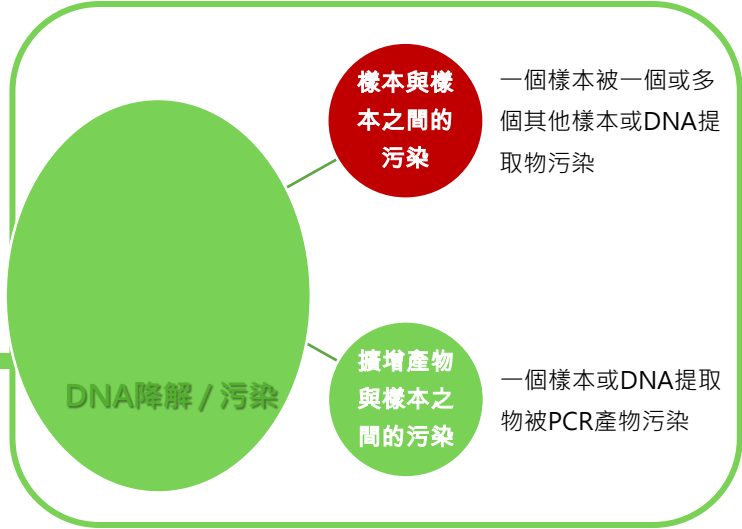 樣本與樣
本之間的
污染
一個樣本被一個或多
個其他樣本或DNA提
取物污染
DNA降解 / 污染
擴增產物
與樣本之
間的污染
一個樣本或DNA提取
物被PCR產物污染